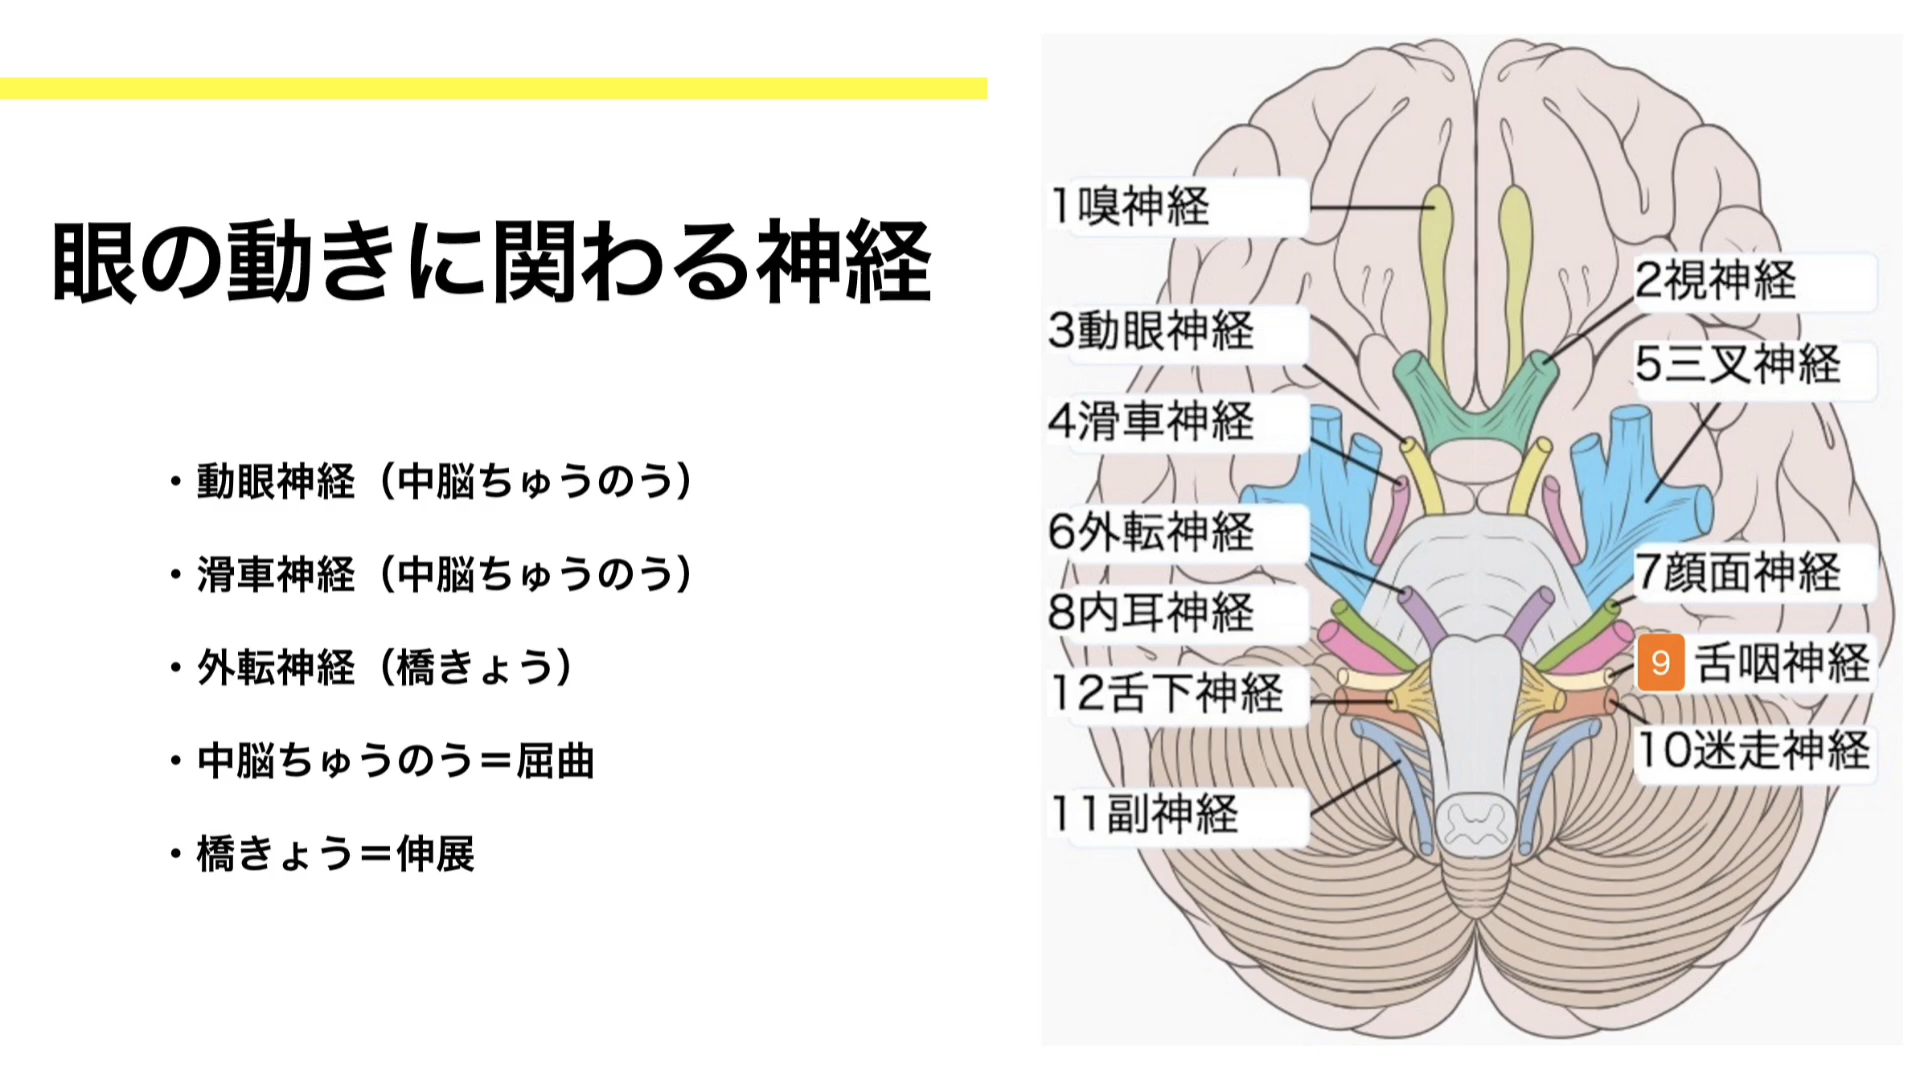 眼の動きに関わる神経
・動眼神経（中脳ちゅうのう）
・滑車神経（中脳ちゅうのう）
・外転神経（橋きょう）
・中脳ちゅうのう＝屈曲
・橋きょう＝伸展
1嗅神経
2視神経
3動眼神経
5三叉神経
4滑車神経
6外転神経
7顔面神経
8内耳神経
9 舌咽神経
12舌下神経
10迷走神経
11副神経